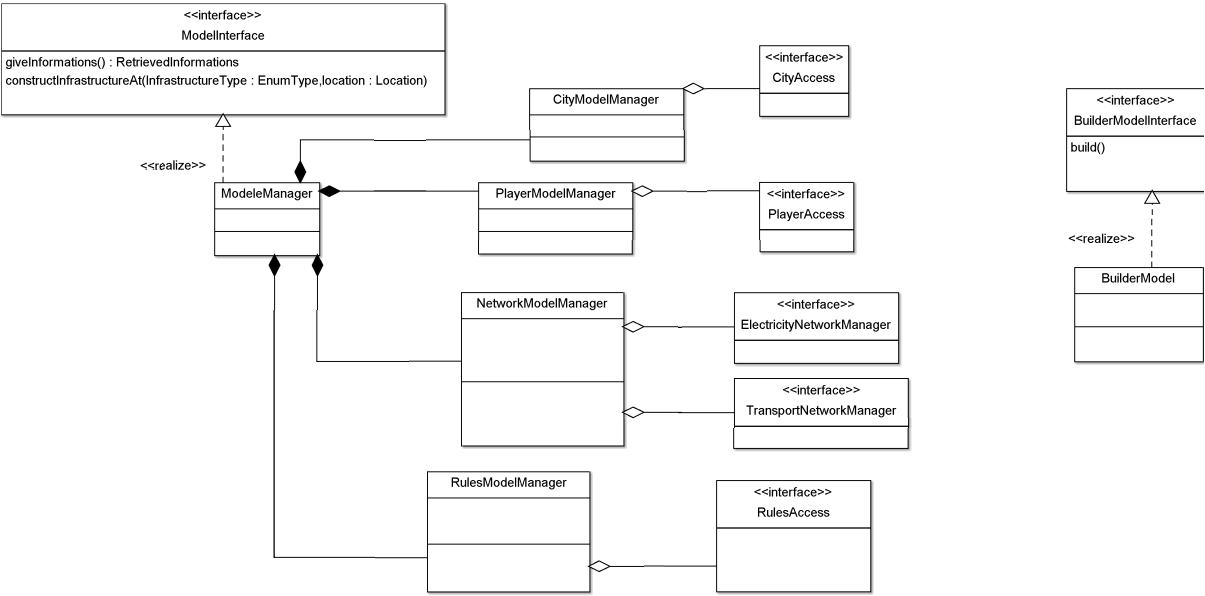 <<interface>>
ModelInterface
giveInformations() : RetrievedInformations
constructInfrastructureAt(InfrastructureType : EnumType,location : Location)
<<realize>>
ModeleManager
CityModelManager
<<interface>>
CityAccess
PlayerModelManager
<<interface>>
PlayerAccess
NetworkModelManager
<<interface>>
ElectricityNetworkManager
<<interface>>
TransportNetworkManager
RulesModelManager
<<interface>>
RulesAccess
<<interface>>
BuilderModelInterface
build()
<<realize>>
BuilderModel